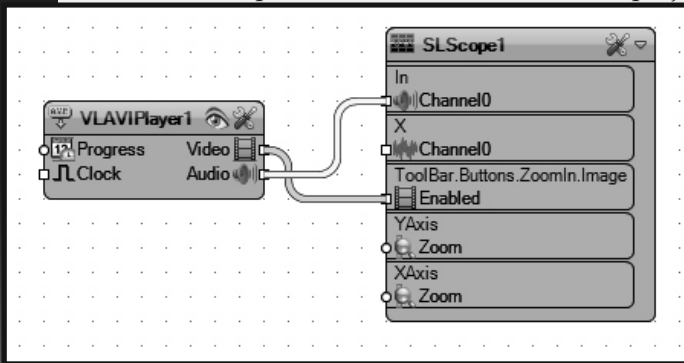 SLScope1
In
Channel0
X
Channel0
ToolBar.Buttons.ZoomIn.Image
Enabled
YAxis
Zoom
XAxis
Zoom
VLAVIPlayer1
Progress Video
Clock Audio